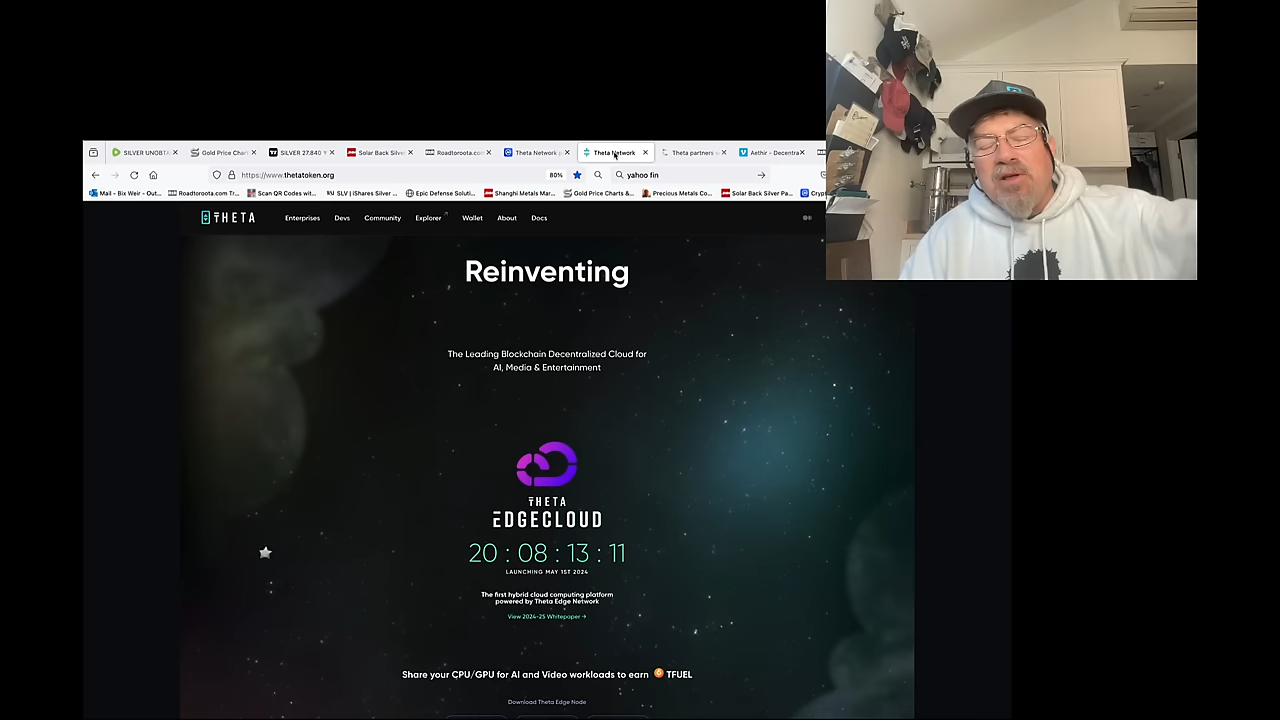 SILVER UNOBTA
Gold Price Char
SILVER 27.840
Solar Back Silve
Roadtoroota.co
Theta Network p
Theta Network
Theta partners w
Aethir - Decentra
https://www.thetatoken.org
80%
yahoo fin
Mail - Bix Weir - Out...
Roadtoroota.com Tr...
Scan QR Codes wit...
SLV | iShares Silver ...
Epic Defense Soluti...
Shanghi Metals Mar...
Gold Price Charts &...
Precious Metals Co...
Solar Back Silver Pa...
Crypt
THETA
Enterprises
Devs
Community
Explorer
Wallet
About
Docs
Reinventing
The Leading Blockchain Decentralized Cloud for
AI, Media & Entertainment
THETA
EDGECLOUD
20 : 08 : 13 : 11
LAUNCHING MAY 1ST 2024
The first hybrid cloud computing platform
powered by Theta Edge Network
View 2024-25 Whitepaper →
Share your CPU/GPU for AI and Video workloads to earn TFUEL
Download Theta Edge Node